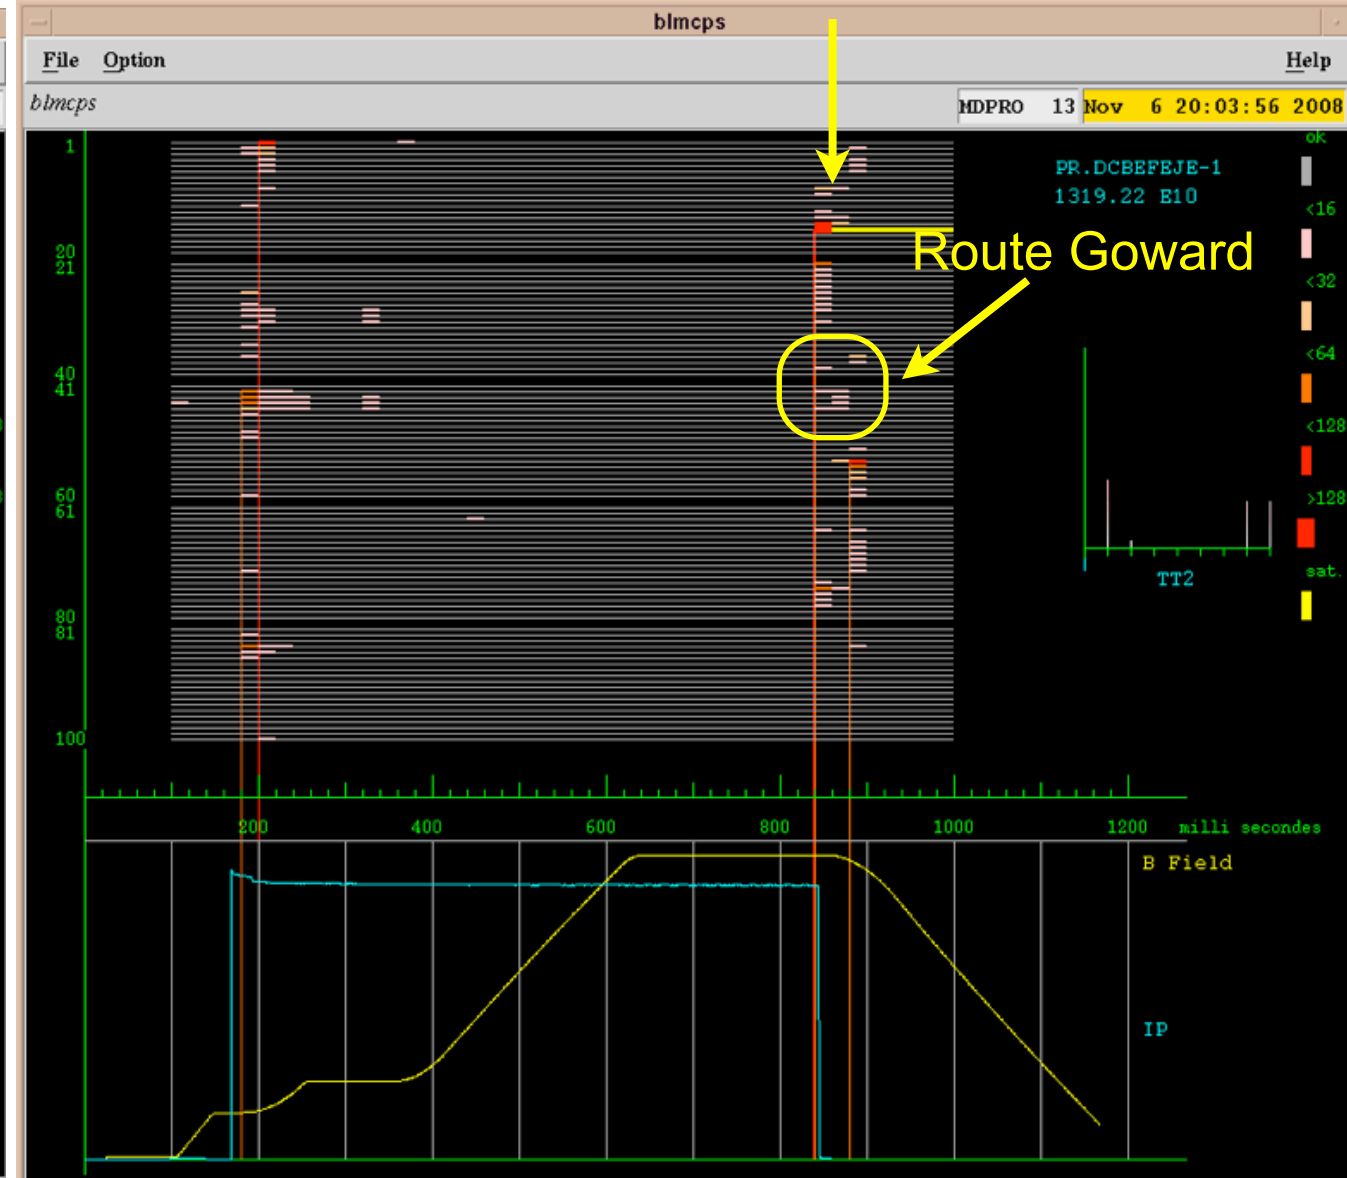 blmcps
File Option Help
blmcps MDPRO 13 Nov 6 20:03:56 2008
ok
PR.DCBEFEJE-1
1319.22 E10
<16
Route Goward
<32
<64
<128
>128
sat.
TT2
1
20
21
40
41
60
61
80
81
100
200 400 600 800 1000 1200 milli secondes
B Field
IP